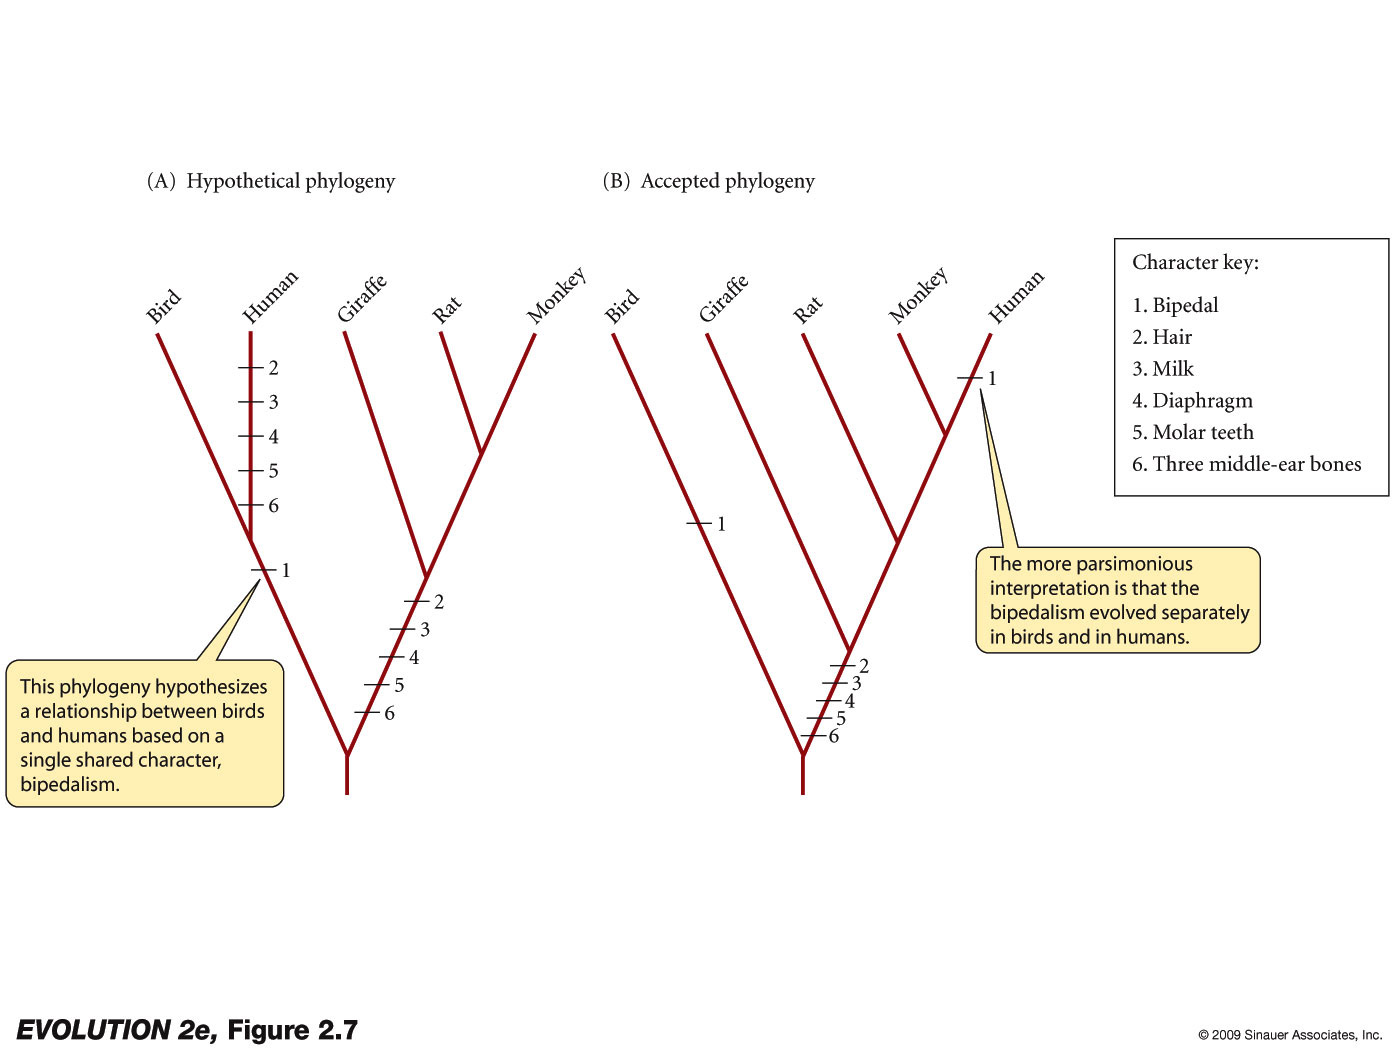 (A) Hypothetical phylogeny
Bird
Human
Giraffe
Rat
Monkey
2
3
4
5
6
1
2
3
4
5
6
This phylogeny hypothesizes
a relationship between birds
and humans based on a
single shared character,
bipedalism.
(B) Accepted phylogeny
Bird
Giraffe
Rat
Monkey
Human
1
1
2
3
4
5
6
The more parsimonious
interpretation is that the
bipedalism evolved separately
in birds and in humans.
Character key:
1. Bipedal
2. Hair
3. Milk
4. Diaphragm
5. Molar teeth
6. Three middle-ear bones
EVOLUTION 2e, Figure 2.7
© 2009 Sinauer Associates, Inc.